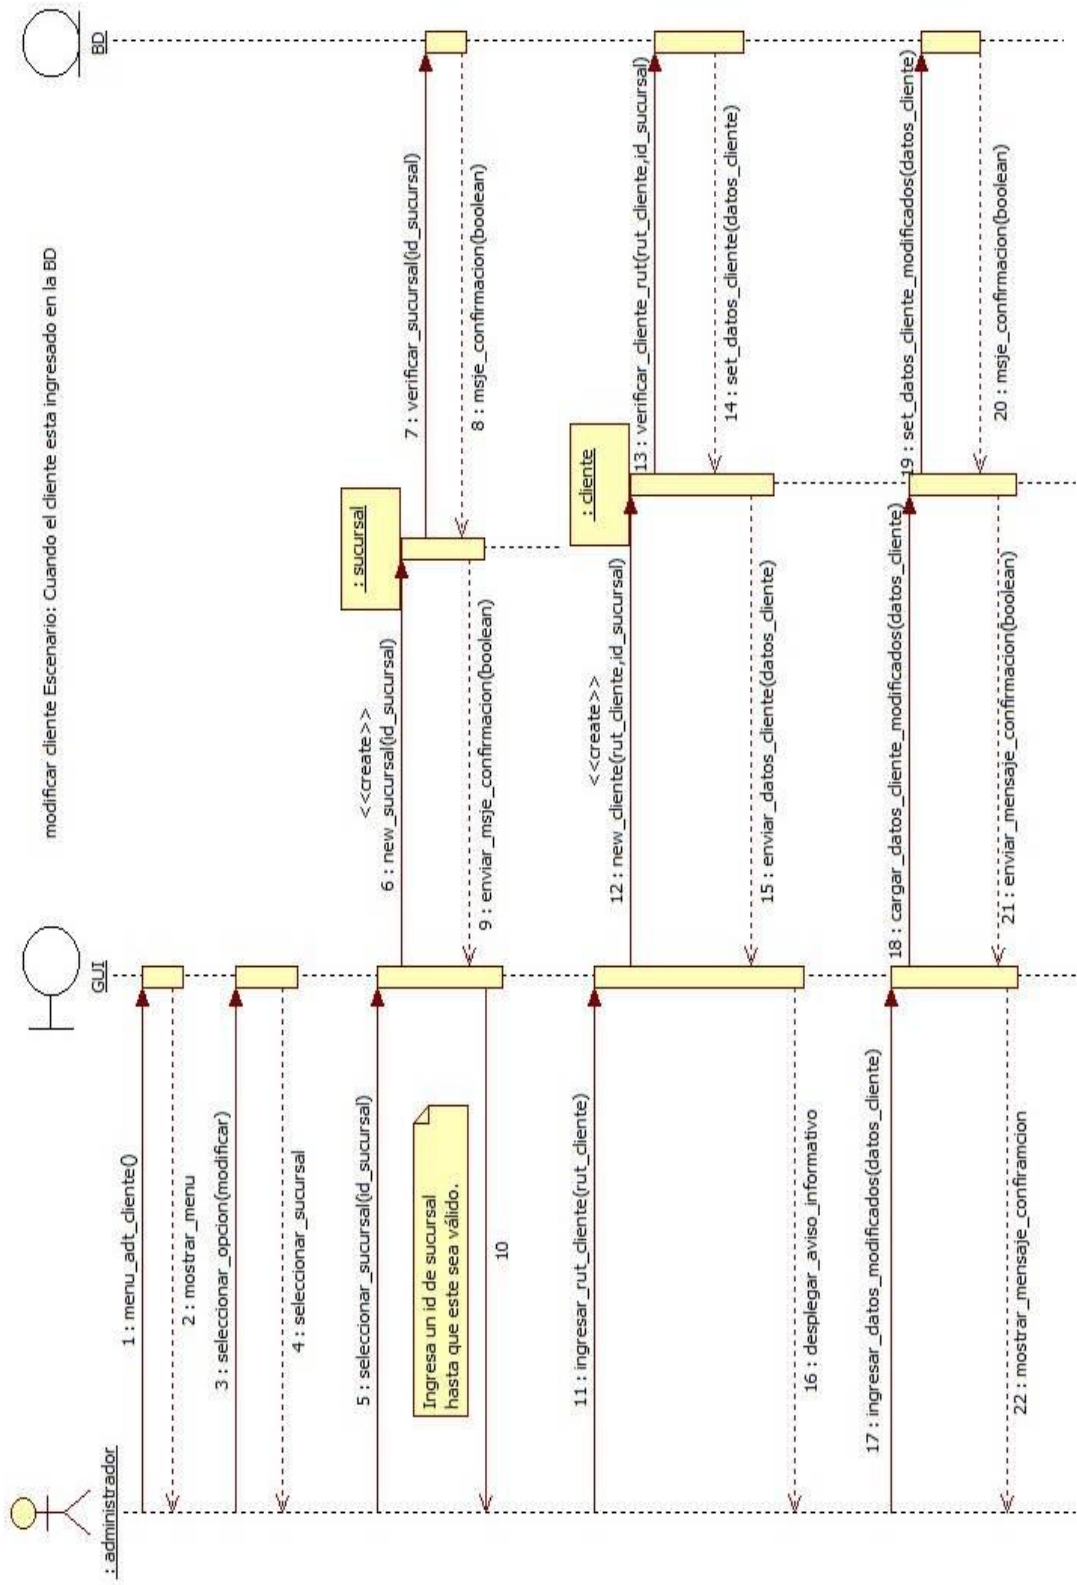 modificar cliente Escenario: Cuando el cliente esta ingresado en la BD
: administrador
GUI
BD
1 : menu_adt_cliente()
2 : mostrar_menu
3 : seleccionar_opcion(modificar)
4 : seleccionar_sucursal
5 : seleccionar_sucursal(id_sucursal)
<<create>>
6 : new_sucursal(id_sucursal)
: sucursal
7 : verificar_sucursal(id_sucursal)
8 : msje_confirmacion(boolean)
9 : enviar_msje_confirmacion(boolean)
Ingresa un id de sucursal
hasta que este sea válido.
10
11 : ingresar_rut_cliente(rut_cliente)
<<create>>
12 : new_cliente(rut_cliente,id_sucursal)
: cliente
13 : verificar_cliente_rut(rut_cliente,id_sucursal)
14 : set_datos_cliente(datos_cliente)
15 : enviar_datos_cliente(datos_cliente)
16 : desplegar_aviso_informativo
17 : ingresar_datos_modificados(datos_cliente)
18 : cargar_datos_cliente_modificados(datos_cliente)
19 : set_datos_cliente_modificados(datos_cliente)
20 : msje_confirmacion(boolean)
21 : enviar_mensaje_confirmacion(boolean)
22 : mostrar_mensaje_confiramcion